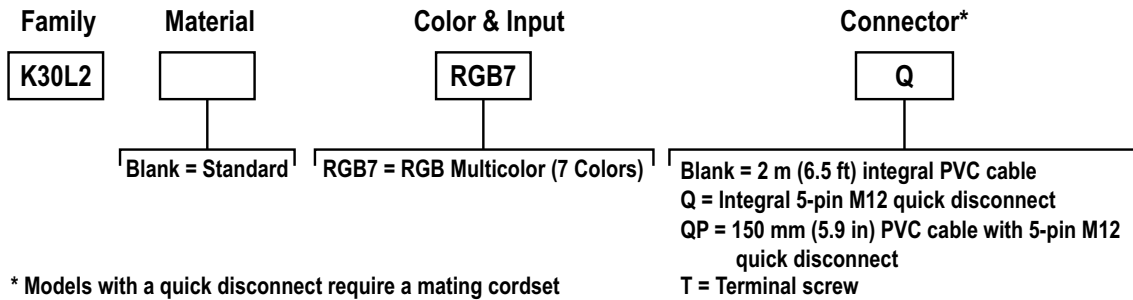 Family Material Color & Input Connector*
K30L2 RGB7 Q
Blank = Standard
RGB7 = RGB Multicolor (7 Colors)
Blank = 2 m (6.5 ft) integral PVC cable
Q = Integral 5-pin M12 quick disconnect
QP = 150 mm (5.9 in) PVC cable with 5-pin M12
quick disconnect
T = Terminal screw
* Models with a quick disconnect require a mating cordset